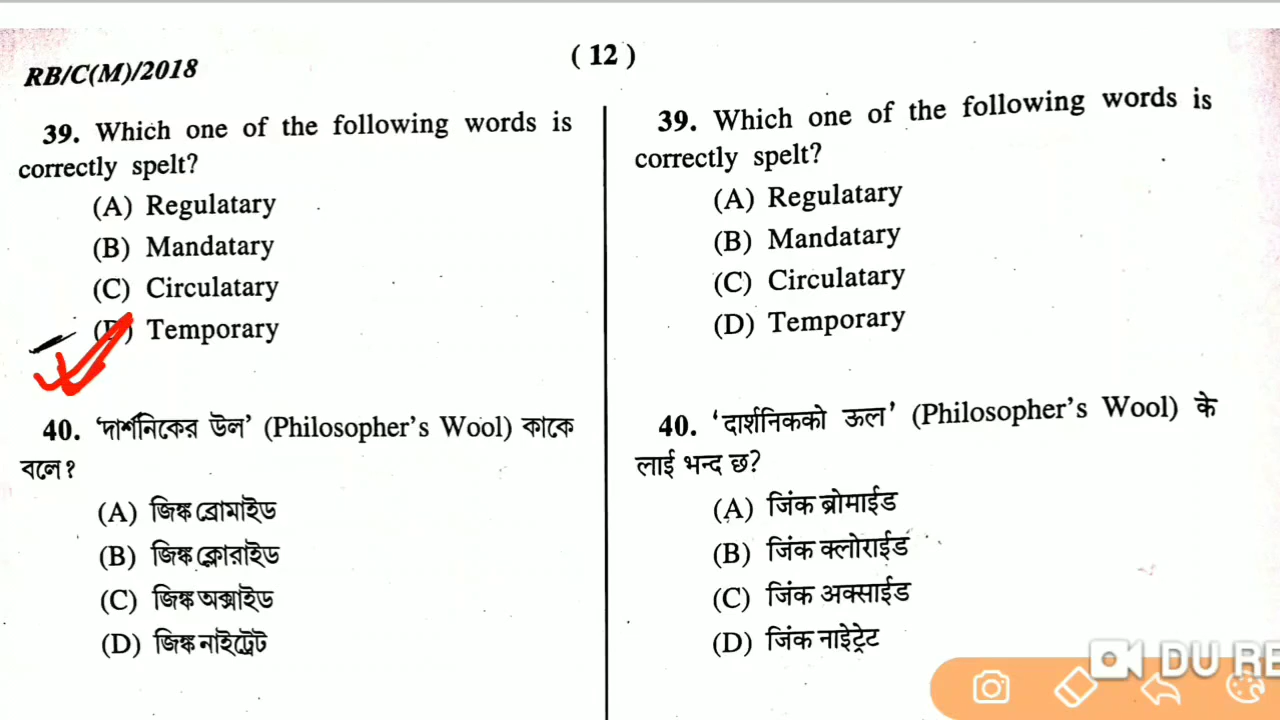 RB/C(M)/2018
( 12 )
39. Which one of the following words is
correctly spelt?
(A) Regulatary
(B) Mandatary
(C) Circulatary
(D) Temporary
40. ‘দার্শনিকের উল’ (Philosopher’s Wool) কাকে
বলে?
(A) জিঙ্ক ব্রোমাইড
(B) জিঙ্ক ক্লোরাইড
(C) জিঙ্ক অক্সাইড
(D) জিঙ্ক নাইট্রেট
39. Which one of the following words is
correctly spelt?
(A) Regulatary
(B) Mandatary
(C) Circulatary
(D) Temporary
40. ‘दार्शनिकको ऊल’ (Philosopher’s Wool) के
लाई भन्द छ?
(A) जिंक ब्रोमाईड
(B) जिंक क्लोराईड
(C) जिंक अक्साईड
(D) जिंक नाईट्रेट
DU RE